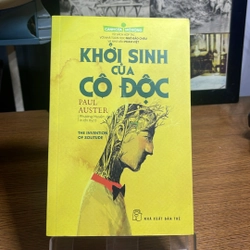 KHỞI SINH
CỦA
CÔ ĐỘC
PAUL
AUSTER
THE INVENTION
OF SOLITUDE
NHÀ XUẤT BẢN TRẺ